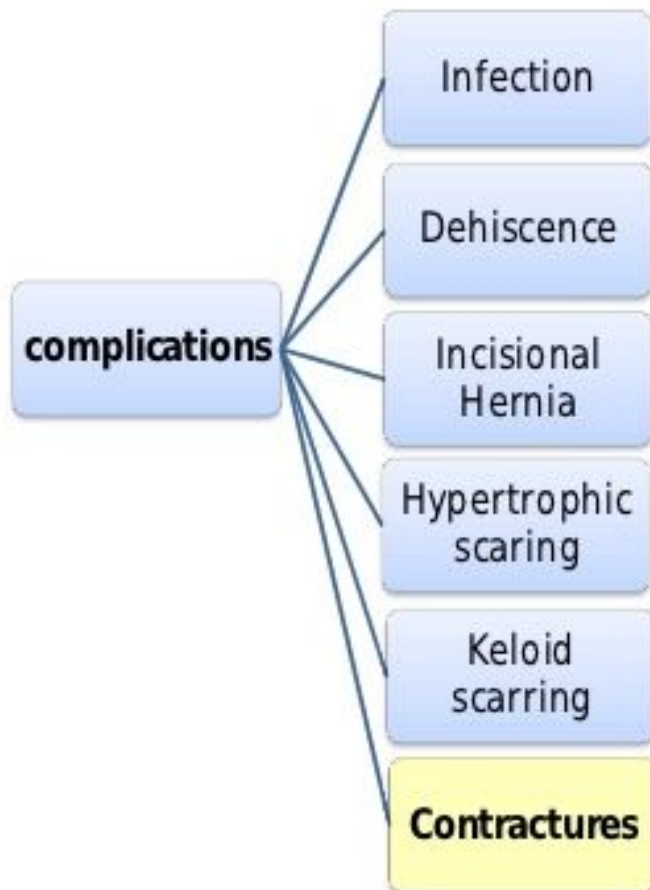 Infection
Dehiscence
complications
Incisional
Hernia
Hypertrophic
scaring
Keloid
scarring
Contractures